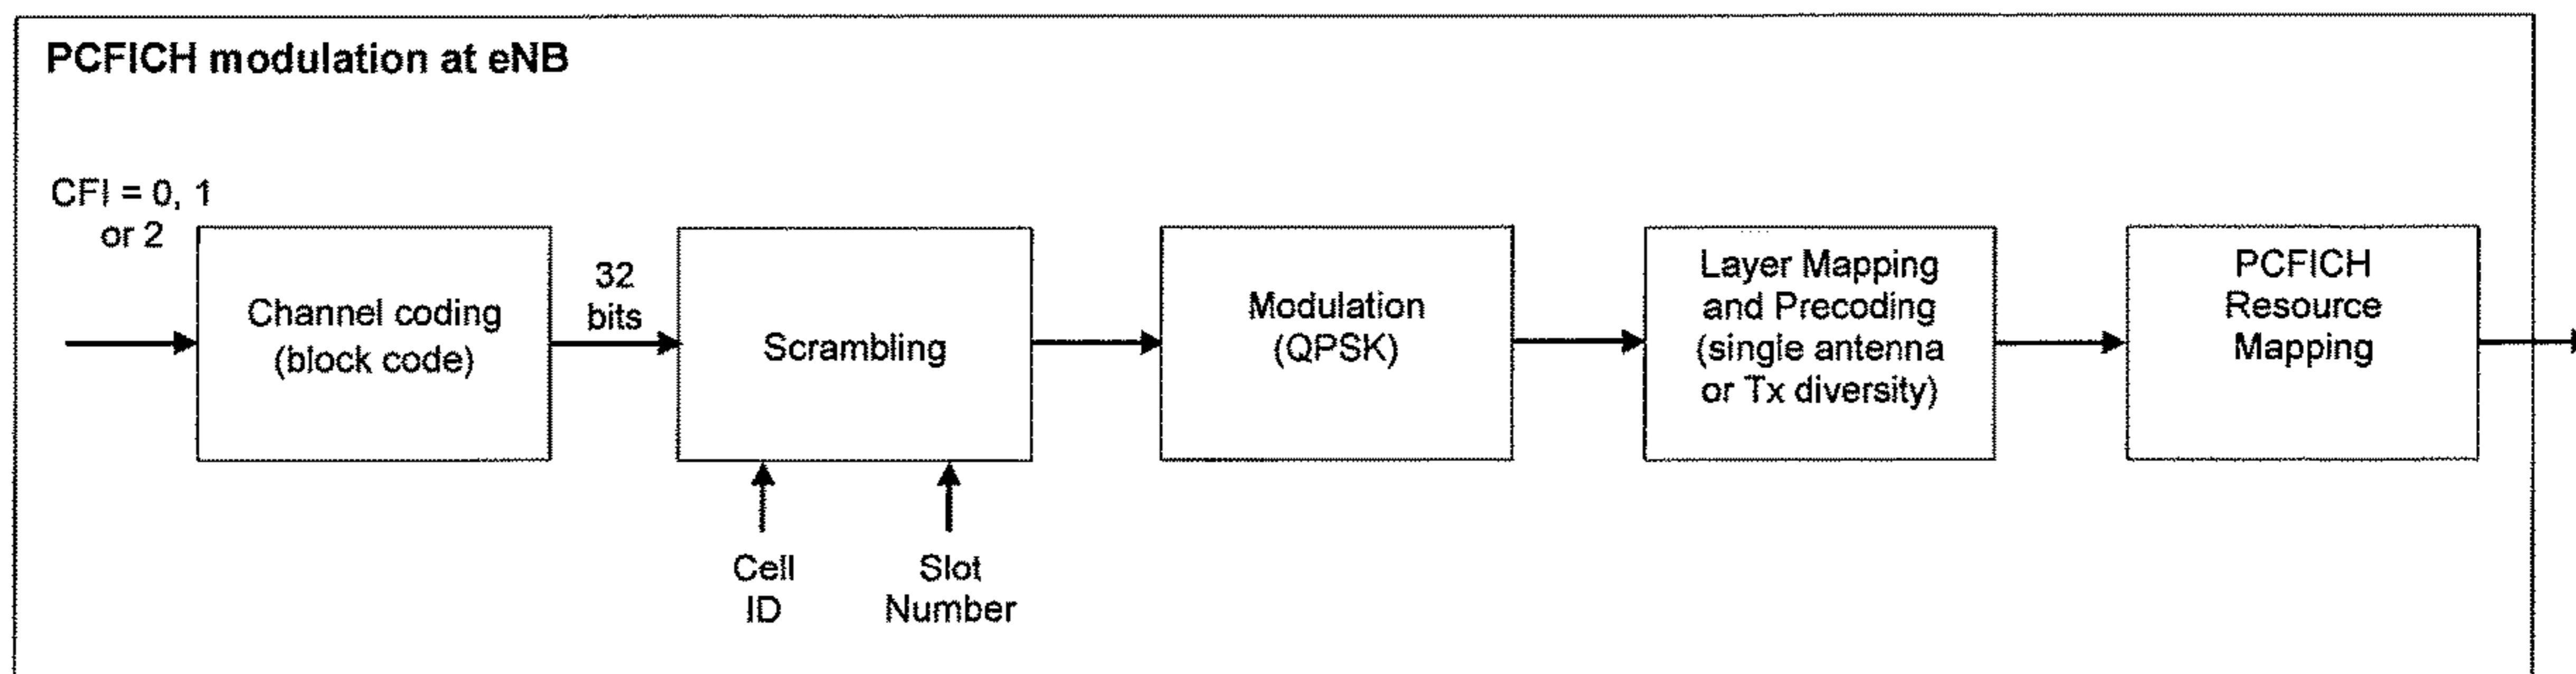 PCFICH modulation at eNB
CFI = 0, 1
or 2
Channel coding
(block code)
32
bits
Scrambling
Cell
ID
Slot
Number
Modulation
(QPSK)
Layer Mapping
and Precoding
(single antenna
or Tx diversity)
PCFICH
Resource
Mapping